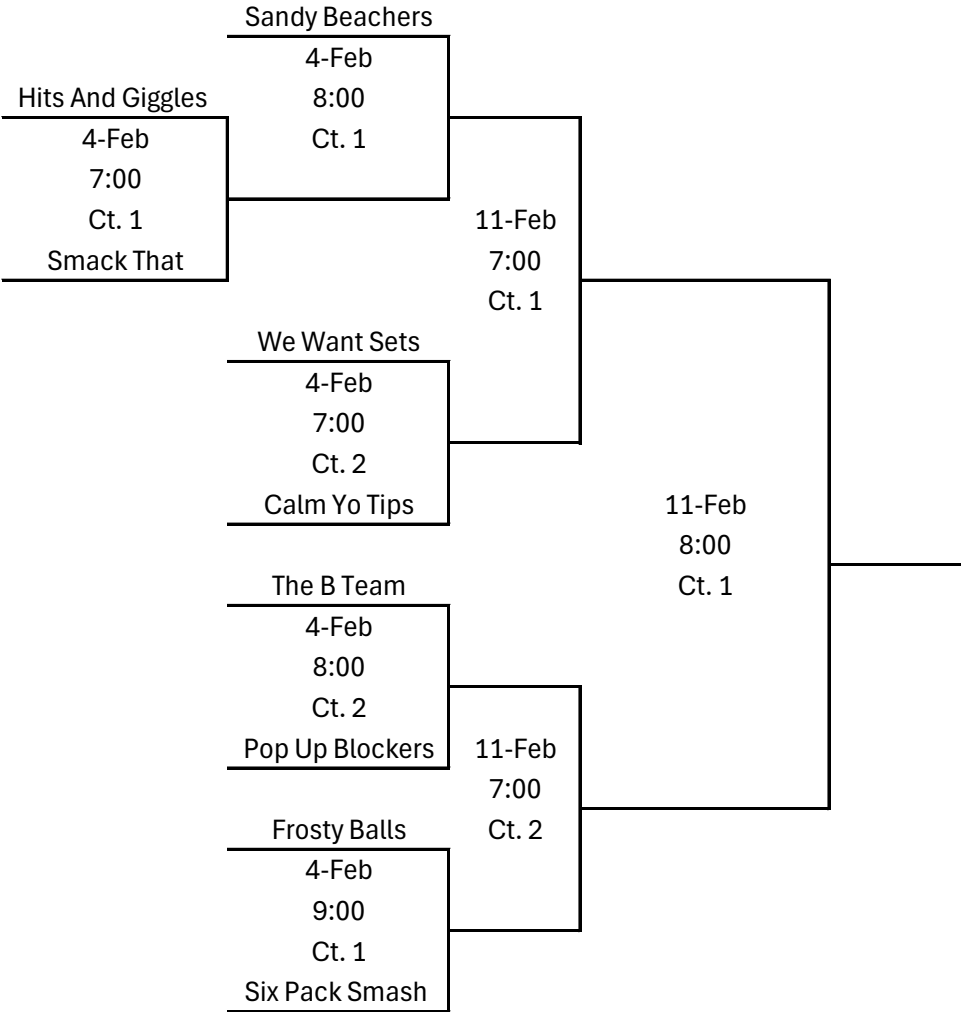 Sandy Beachers
4-Feb
8:00
Ct. 1
Hits And Giggles
4-Feb
7:00
Ct. 1
Smack That
11-Feb
7:00
Ct. 1
We Want Sets
4-Feb
7:00
Ct. 2
Calm Yo Tips
11-Feb
8:00
Ct. 1
The B Team
4-Feb
8:00
Ct. 2
Pop Up Blockers
11-Feb
7:00
Ct. 2
Frosty Balls
4-Feb
9:00
Ct. 1
Six Pack Smash